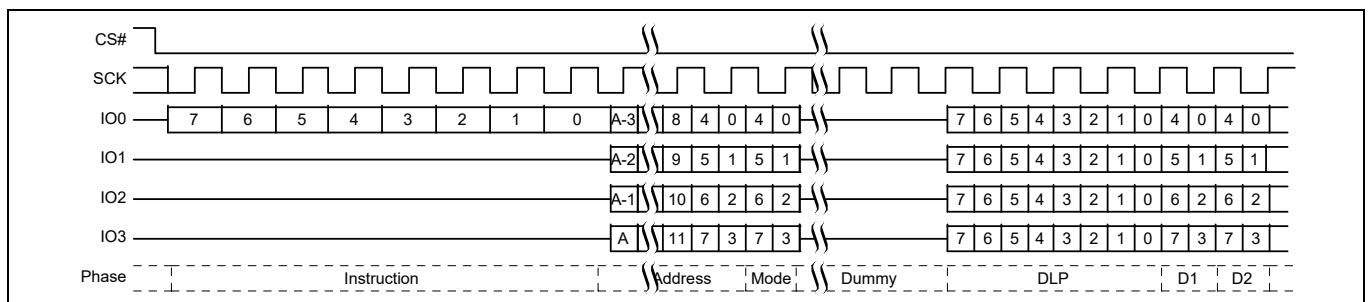 CS#
SCK
IO0 7 6 5 4 3 2 1 0 A-3 8 4 0 4 0 7 6 5 4 3 2 1 0 4 0 4 0
IO1 A-2 9 5 1 5 1 7 6 5 4 3 2 1 0 5 1 5 1
IO2 A-1 10 6 2 6 2 7 6 5 4 3 2 1 0 6 2 6 2
IO3 A 11 7 3 7 3 7 6 5 4 3 2 1 0 7 3 7 3
Phase Instruction Address Mode Dummy DLP D1 D2